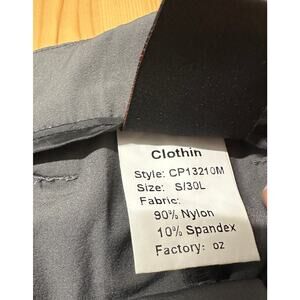 Clothin
Style: CP13210M
Size: S/30L
Fabric:
90% Nylon
10% Spandex
Factory: oz